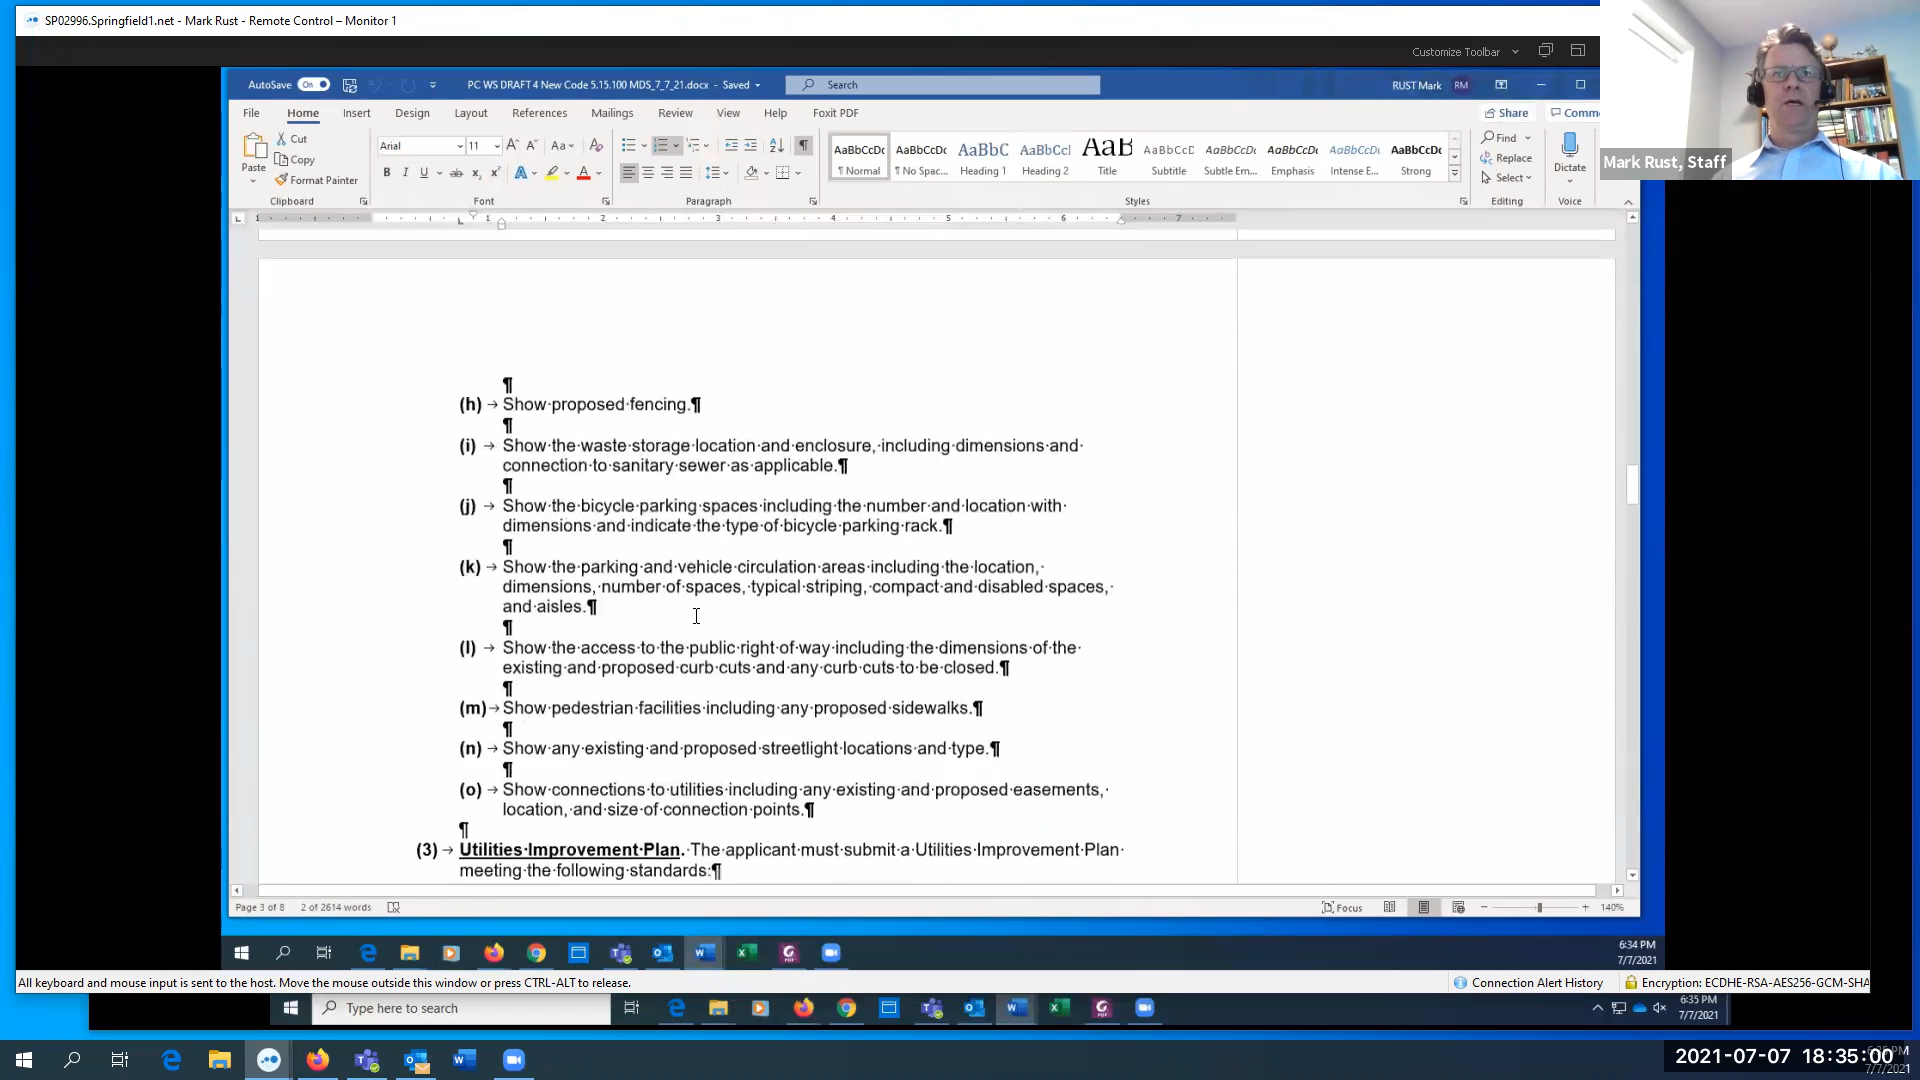 SP02996.Springfield1.net - Mark Rust - Remote Control – Monitor 1
Customize Toolbar
AutoSave On
PC WS DRAFT 4 New Code 5.15.100 MDS_7_7_21.docx - Saved
Search
RUST Mark RM
File Home Insert Design Layout References Mailings Review View Help Foxit PDF
Share Comme
Paste
Cut
Copy
Format Painter
Arial 11
AaBbCcDc AaBbCcDc AaBbC AaBbCcl AaB AaBbCcD AaBbCcDc AaBbCcDc AaBbCcDc AaBbCcDc
¶ Normal ¶ No Spac... Heading 1 Heading 2 Title Subtitle Subtle Em... Emphasis Intense E... Strong
Find
Replace
Select
Dictate
Clipboard Font Paragraph Styles Editing Voice
Mark Rust, Staff
1 1 2 3 4 5 6 7
¶
(h) → Show·proposed·fencing.¶
¶
(i) → Show·the·waste·storage·location·and·enclosure,·including·dimensions·and·
connection·to·sanitary·sewer·as·applicable.¶
¶
(j) → Show·the·bicycle·parking·spaces·including·the·number·and·location·with·
dimensions·and·indicate·the·type·of·bicycle·parking·rack.¶
¶
(k) → Show·the·parking·and·vehicle·circulation·areas·including·the·location,·
dimensions,·number·of·spaces,·typical·striping,·compact·and·disabled·spaces,·
and·aisles.¶
¶
(l) → Show·the·access·to·the·public·right·of·way·including·the·dimensions·of·the·
existing·and·proposed·curb·cuts·and·any·curb·cuts·to·be·closed.¶
¶
(m)→ Show·pedestrian·facilities·including·any·proposed·sidewalks.¶
¶
(n) → Show·any·existing·and·proposed·streetlight·locations·and·type.¶
¶
(o) → Show·connections·to·utilities·including·any·existing·and·proposed·easements,·
location,·and·size·of·connection·points.¶
¶
(3) → Utilities·Improvement·Plan.·The·applicant·must·submit·a·Utilities·Improvement·Plan·
meeting·the·following·standards:¶
Page 3 of 8 2 of 2614 words
Focus
140%
6:34 PM
7/7/2021
All keyboard and mouse input is sent to the host. Move the mouse outside this window or press CTRL-ALT to release.
Connection Alert History
Encryption: ECDHE-RSA-AES256-GCM-SHA
Type here to search
6:35 PM
7/7/2021
2021-07-07 18:35:00
7/7/2021